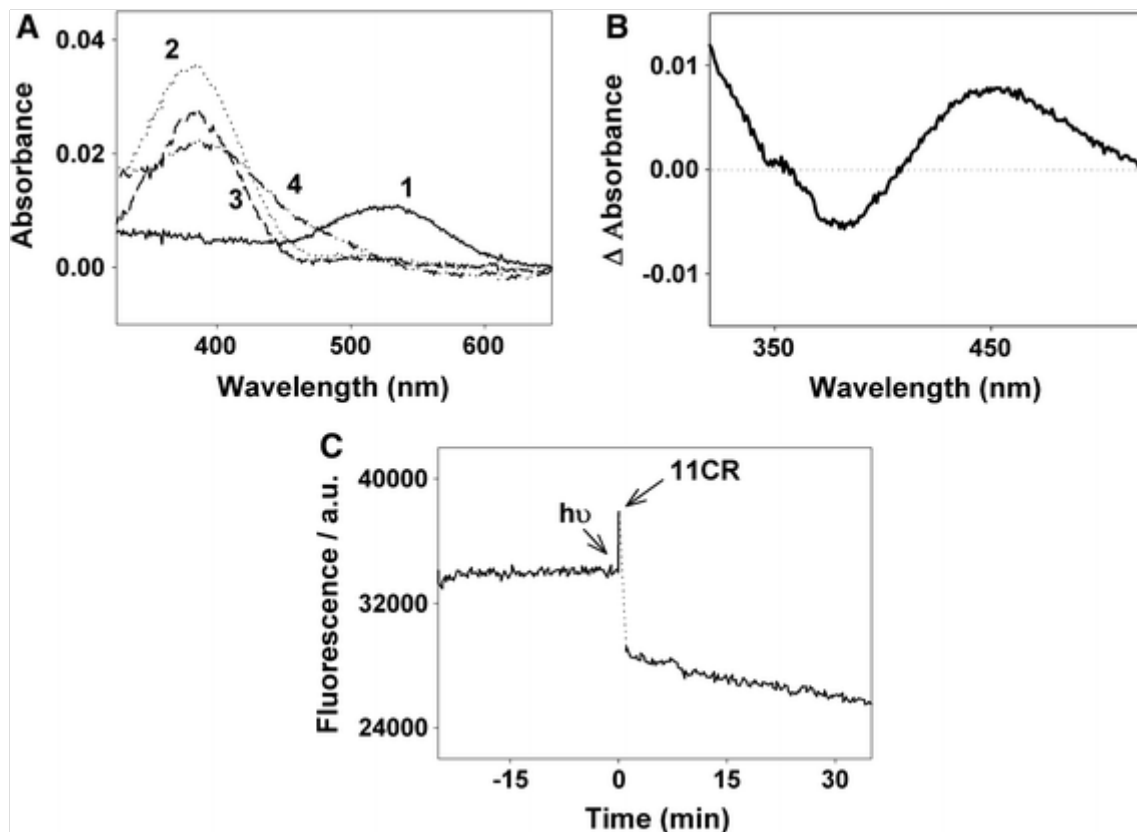 A
0.04
0.02
0.00
Absorbance
2
3
4
1
400 500 600
Wavelength (nm)
B
0.01
0.00
-0.01
Δ Absorbance
350 450
Wavelength (nm)
C
40000
32000
24000
Fluorescence / a.u.
hυ
11CR
-15 0 15 30
Time (min)